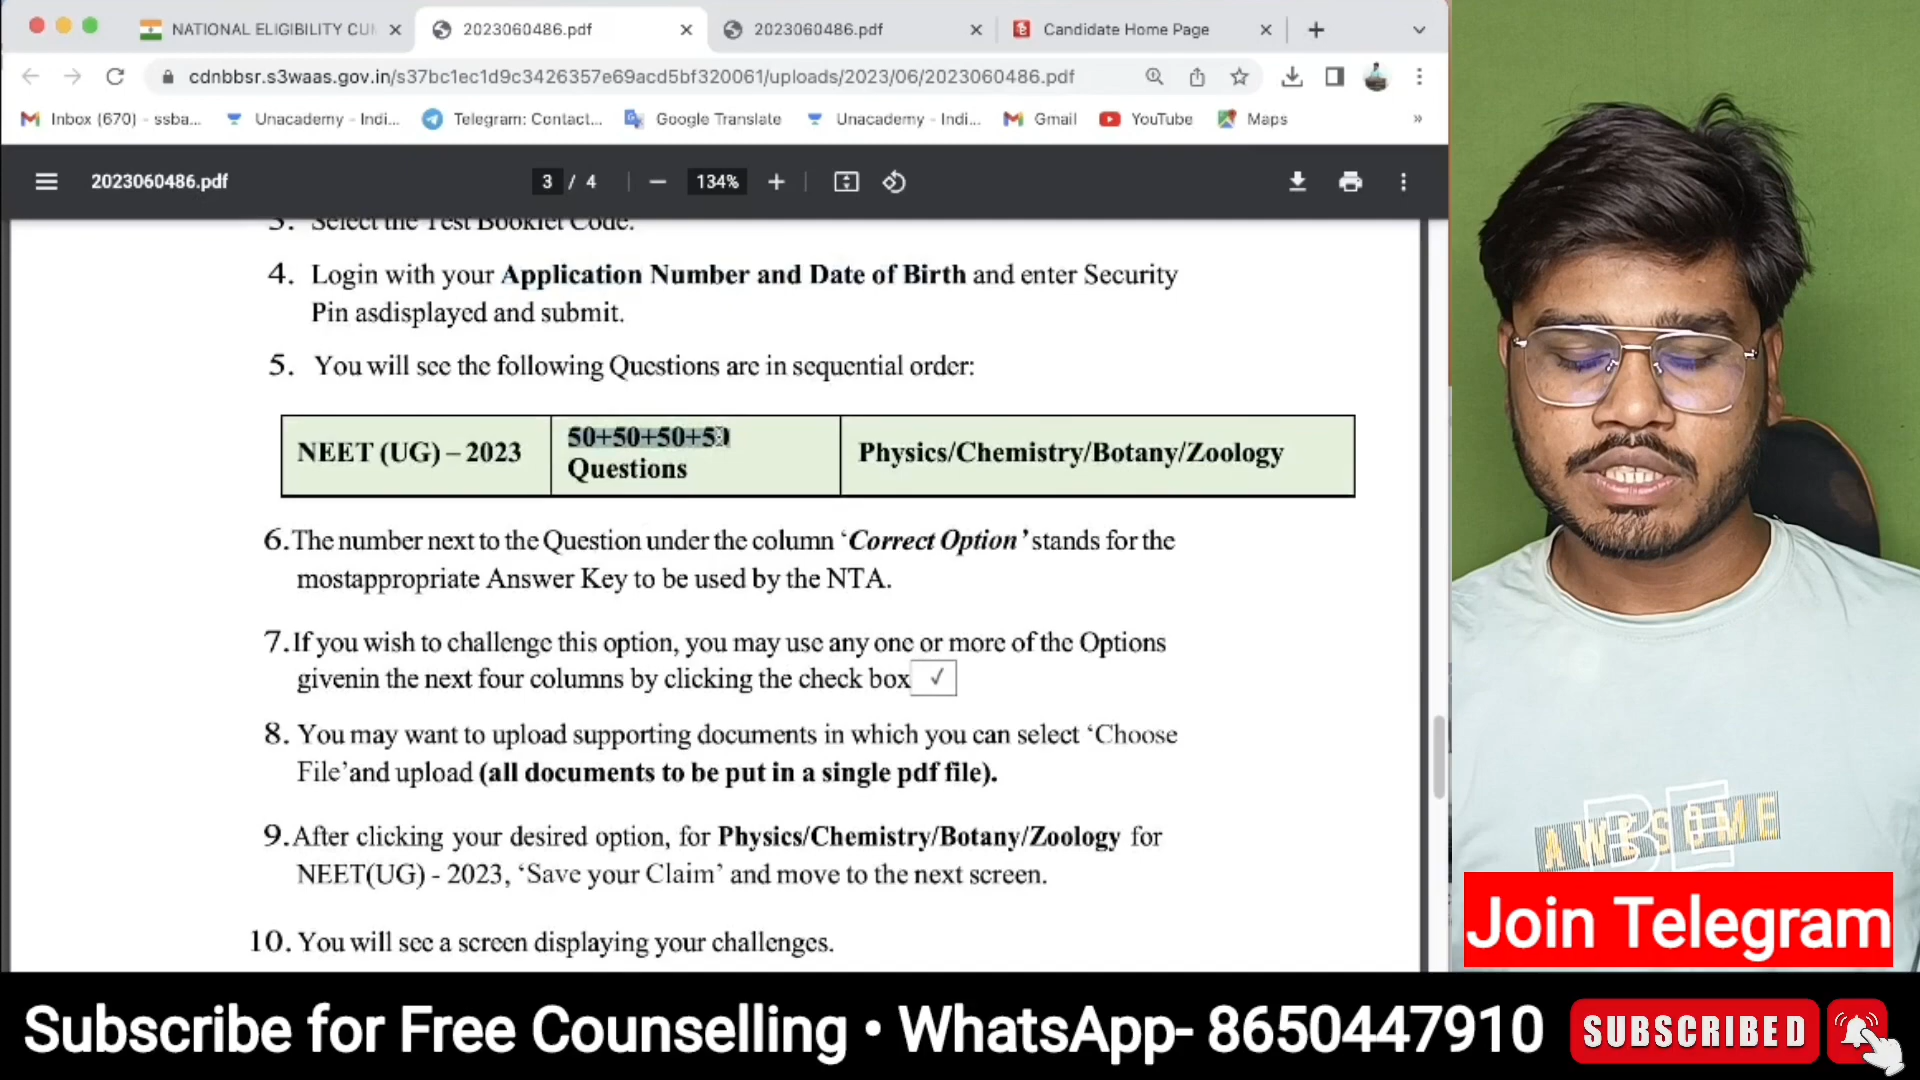 NATIONAL ELIGIBILITY CUM
2023060486.pdf
2023060486.pdf
Candidate Home Page
cdnbbsr.s3waas.gov.in/s37bc1ec1d9c3426357e69acd5bf320061/uploads/2023/06/2023060486.pdf
Inbox (670) - ssba...
Unacademy - Indi...
Telegram: Contact...
Google Translate
Unacademy - Indi...
Gmail
YouTube
Maps
»
2023060486.pdf
3 / 4
134%
3. Select the Test Booklet Code.
4. Login with your Application Number and Date of Birth and enter Security
Pin asdisplayed and submit.
5. You will see the following Questions are in sequential order:
NEET (UG) – 2023
50+50+50+50
Questions
Physics/Chemistry/Botany/Zoology
6.The number next to the Question under the column ‘Correct Option’ stands for the
mostappropriate Answer Key to be used by the NTA.
7.If you wish to challenge this option, you may use any one or more of the Options
givenin the next four columns by clicking the check box ✓
8. You may want to upload supporting documents in which you can select ‘Choose
File’and upload (all documents to be put in a single pdf file).
9.After clicking your desired option, for Physics/Chemistry/Botany/Zoology for
NEET(UG) - 2023, ‘Save your Claim’ and move to the next screen.
10. You will see a screen displaying your challenges.
BE
AWESOME
Join Telegram
Subscribe for Free Counselling • WhatsApp- 8650447910
SUBSCRIBED